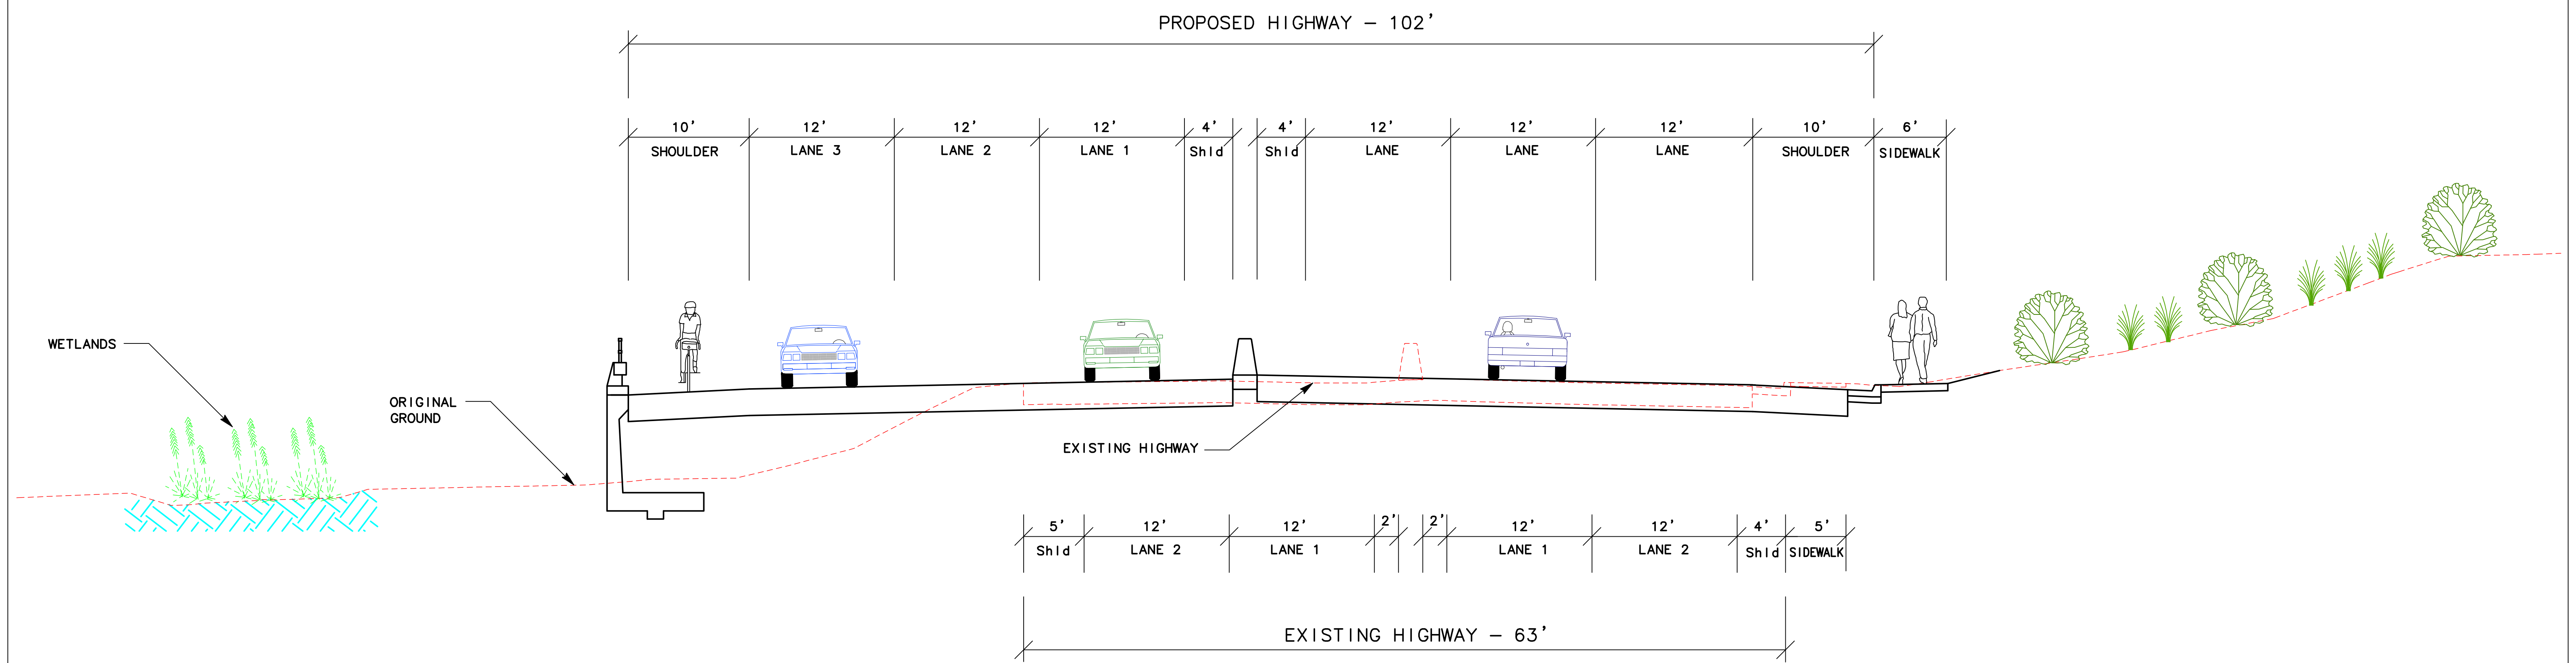 PROPOSED HIGHWAY – 102'
10' 12' 12' 12' 4' 4' 12' 12' 12' 10' 6'
SHOULDER LANE 3 LANE 2 LANE 1 Shld Shld LANE LANE LANE SHOULDER SIDEWALK
WETLANDS
ORIGINAL
GROUND
EXISTING HIGHWAY
5' 12' 12' 2' 2' 12' 12' 4' 5'
Shld LANE 2 LANE 1 LANE 1 LANE 2 Shld SIDEWALK
EXISTING HIGHWAY – 63'